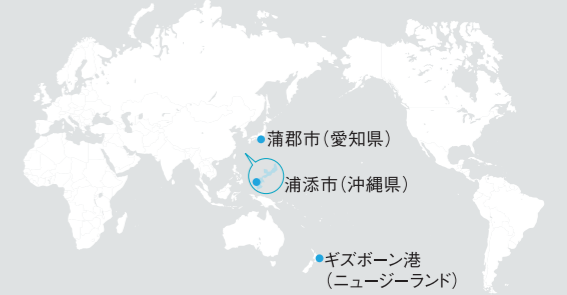 蒲郡市（愛知県）
浦添市（沖縄県）
ギズボーン港
（ニュージーランド）